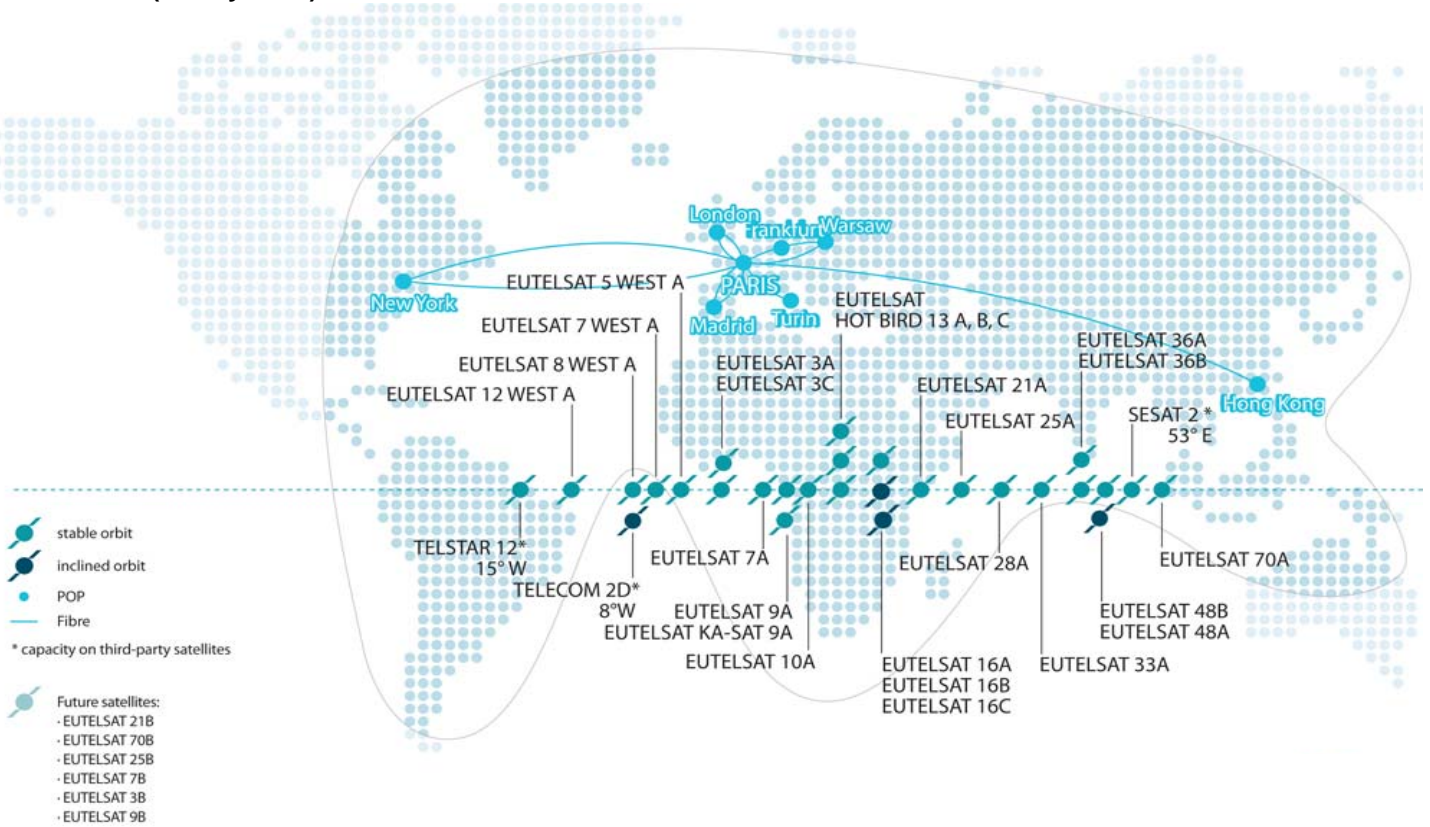 London
Frankfurt
Warsaw
PARIS
New York
Madrid
Turin
Hong Kong
EUTELSAT 5 WEST A
EUTELSAT 7 WEST A
EUTELSAT 8 WEST A
EUTELSAT 12 WEST A
EUTELSAT
HOT BIRD 13 A, B, C
EUTELSAT 3A
EUTELSAT 3C
EUTELSAT 21A
EUTELSAT 25A
EUTELSAT 36A
EUTELSAT 36B
SESAT 2 *
53° E
TELSTAR 12*
15° W
TELECOM 2D*
8°W
EUTELSAT 7A
EUTELSAT 9A
EUTELSAT KA-SAT 9A
EUTELSAT 10A
EUTELSAT 16A
EUTELSAT 16B
EUTELSAT 16C
EUTELSAT 28A
EUTELSAT 33A
EUTELSAT 48B
EUTELSAT 48A
EUTELSAT 70A
stable orbit
inclined orbit
POP
Fibre
* capacity on third-party satellites
Future satellites:
· EUTELSAT 21B
· EUTELSAT 70B
· EUTELSAT 25B
· EUTELSAT 7B
· EUTELSAT 3B
· EUTELSAT 9B